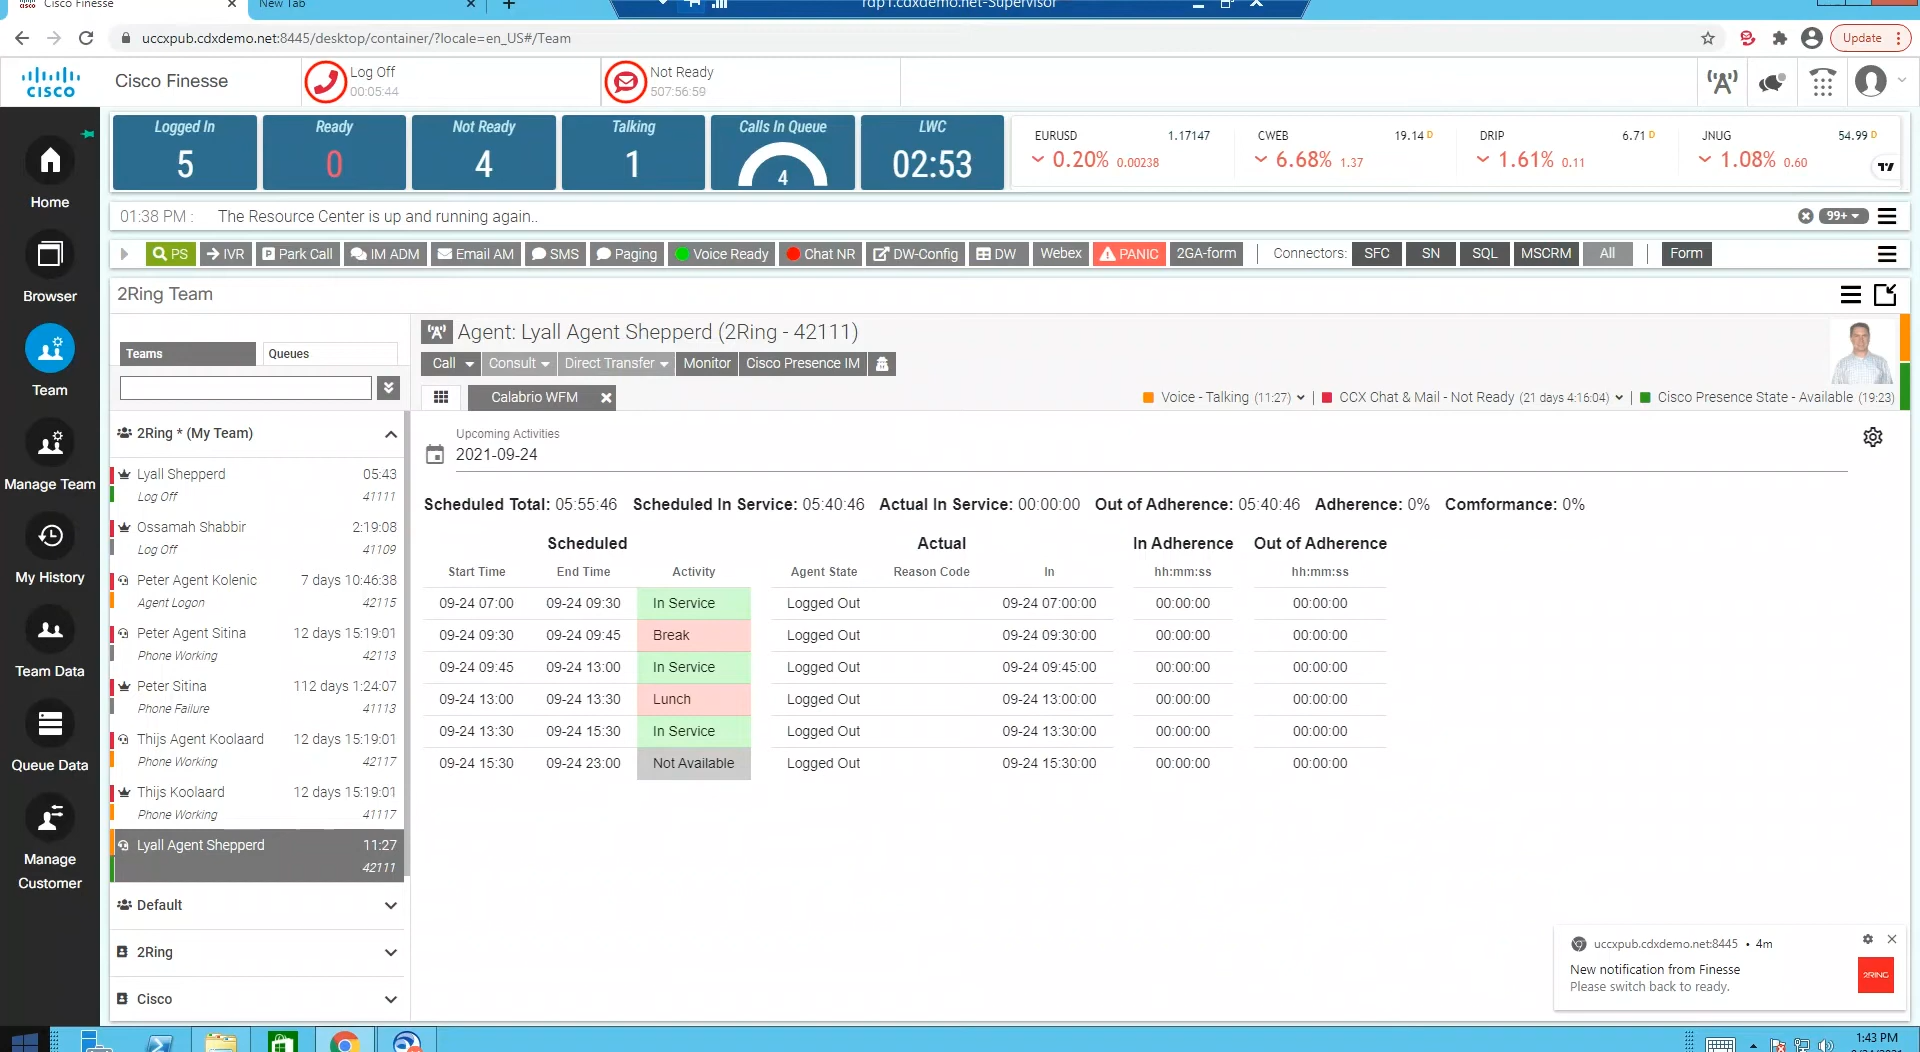 Cisco Finesse
New Tab
rdp1.cdxdemo.net-Supervisor
uccxpub.cdxdemo.net:8445/desktop/container/?locale=en_US#/Team
Update
CISCO
Cisco Finesse
Log Off
00:05:44
Not Ready
507:56:59
Logged In
5
Ready
0
Not Ready
4
Talking
1
Calls In Queue
4
LWC
02:53
EURUSD 1.17147
0.20% 0.00238
CWEB 19.14 D
6.68% 1.37
DRIP 6.71 D
1.61% 0.11
JNUG 54.99 D
1.08% 0.60
01:38 PM : The Resource Center is up and running again..
99+
PS IVR Park Call IM ADM Email AM SMS Paging Voice Ready Chat NR DW-Config DW Webex PANIC 2GA-form Connectors: SFC SN SQL MSCRM All Form
Home
Browser
Team
Manage Team
My History
Team Data
Queue Data
Manage
Customer
2Ring Team
Teams Queues
2Ring * (My Team)
Lyall Shepperd 05:43
Log Off 41111
Ossamah Shabbir 2:19:08
Log Off 41109
Peter Agent Kolenic 7 days 10:46:38
Agent Logon 42115
Peter Agent Sitina 12 days 15:19:01
Phone Working 42113
Peter Sitina 112 days 1:24:07
Phone Failure 41113
Thijs Agent Koolaard 12 days 15:19:01
Phone Working 42117
Thijs Koolaard 12 days 15:19:01
Phone Working 41117
Lyall Agent Shepperd 11:27
42111
Default
2Ring
Cisco
Agent: Lyall Agent Shepperd (2Ring - 42111)
Call Consult Direct Transfer Monitor Cisco Presence IM
Calabrio WFM
Voice - Talking (11:27) | CCX Chat & Mail - Not Ready (21 days 4:16:04) | Cisco Presence State - Available (19:23)
Upcoming Activities
2021-09-24
Scheduled Total: 05:55:46 Scheduled In Service: 05:40:46 Actual In Service: 00:00:00 Out of Adherence: 05:40:46 Adherence: 0% Comformance: 0%
Scheduled Actual In Adherence Out of Adherence
Start Time End Time Activity Agent State Reason Code In hh:mm:ss hh:mm:ss
09-24 07:00 09-24 09:30 In Service Logged Out 09-24 07:00:00 00:00:00 00:00:00
09-24 09:30 09-24 09:45 Break Logged Out 09-24 09:30:00 00:00:00 00:00:00
09-24 09:45 09-24 13:00 In Service Logged Out 09-24 09:45:00 00:00:00 00:00:00
09-24 13:00 09-24 13:30 Lunch Logged Out 09-24 13:00:00 00:00:00 00:00:00
09-24 13:30 09-24 15:30 In Service Logged Out 09-24 13:30:00 00:00:00 00:00:00
09-24 15:30 09-24 23:00 Not Available Logged Out 09-24 15:30:00 00:00:00 00:00:00
uccxpub.cdxdemo.net:8445 • 4m
New notification from Finesse
Please switch back to ready.
2RING
1:43 PM